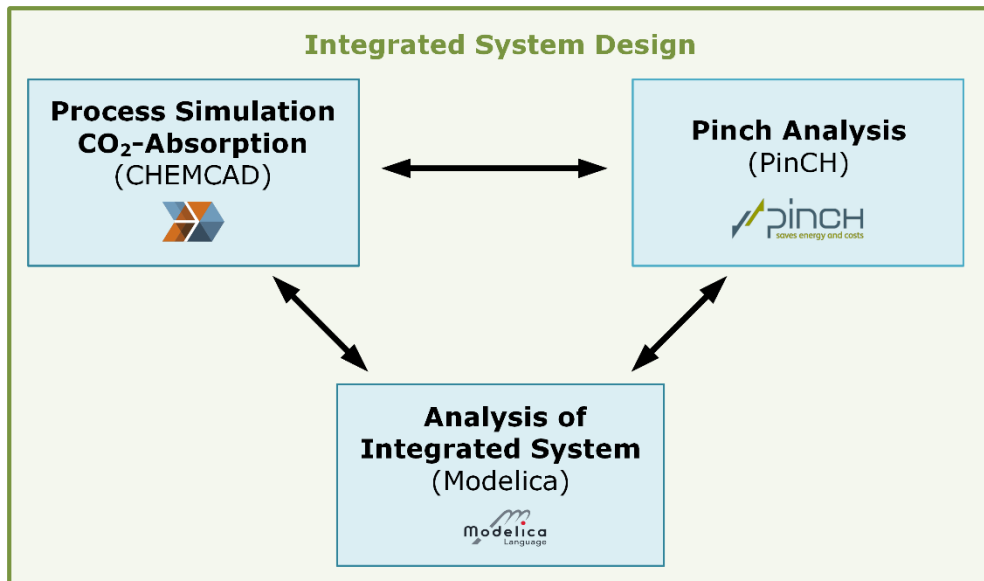 Integrated System Design
Process Simulation
CO₂-Absorption
(CHEMCAD)
Pinch Analysis
(PinCH)
pinCH
saves energy and costs
Analysis of
Integrated System
(Modelica)
Modelica
Language